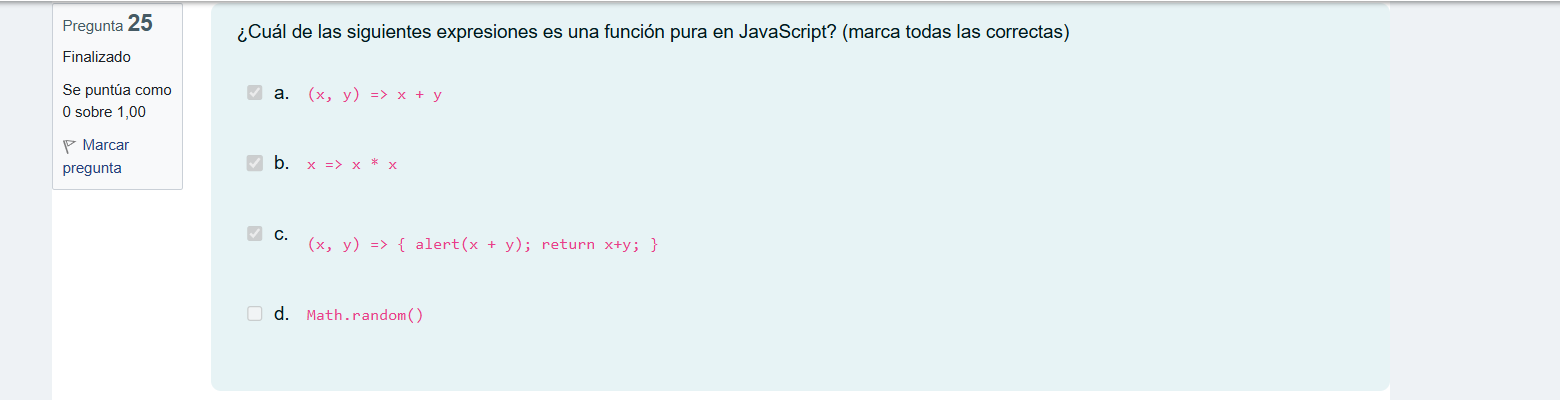 Pregunta 25
Finalizado
Se puntúa como
0 sobre 1,00
Marcar
pregunta
¿Cuál de las siguientes expresiones es una función pura en JavaScript? (marca todas las correctas)
a. (x, y) => x + y
b. x => x * x
c. (x, y) => { alert(x + y); return x+y; }
d. Math.random()